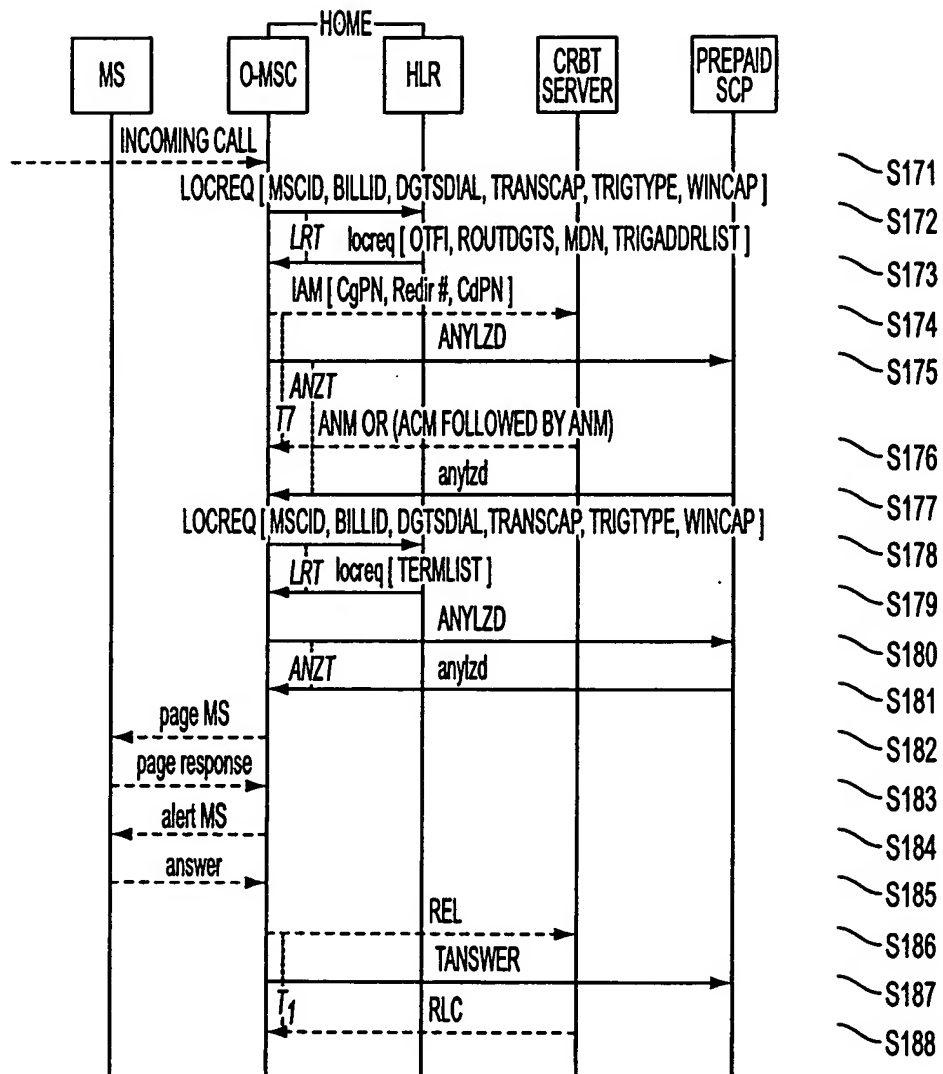 HOME
MS
O-MSC
HLR
CRBT SERVER
PREPAID SCP
INCOMING CALL
S171
LOCREQ [ MSCID, BILLID, DGTSDIAL, TRANSCAP, TRIGTYPE, WINCAP ]
S172
LRT
locreq [ OTFI, ROUTDGTS, MDN, TRIGADDRLIST ]
S173
IAM [ CgPN, Redir #, CdPN ]
S174
ANYLZD
S175
ANZT
T7
ANM OR (ACM FOLLOWED BY ANM)
S176
anylzd
S177
LOCREQ [ MSCID, BILLID, DGTSDIAL, TRANSCAP, TRIGTYPE, WINCAP ]
S178
LRT
locreq [ TERMLIST ]
S179
ANYLZD
S180
ANZT
anylzd
S181
page MS
S182
page response
S183
alert MS
S184
answer
S185
REL
S186
TANSWER
S187
T1
RLC
S188